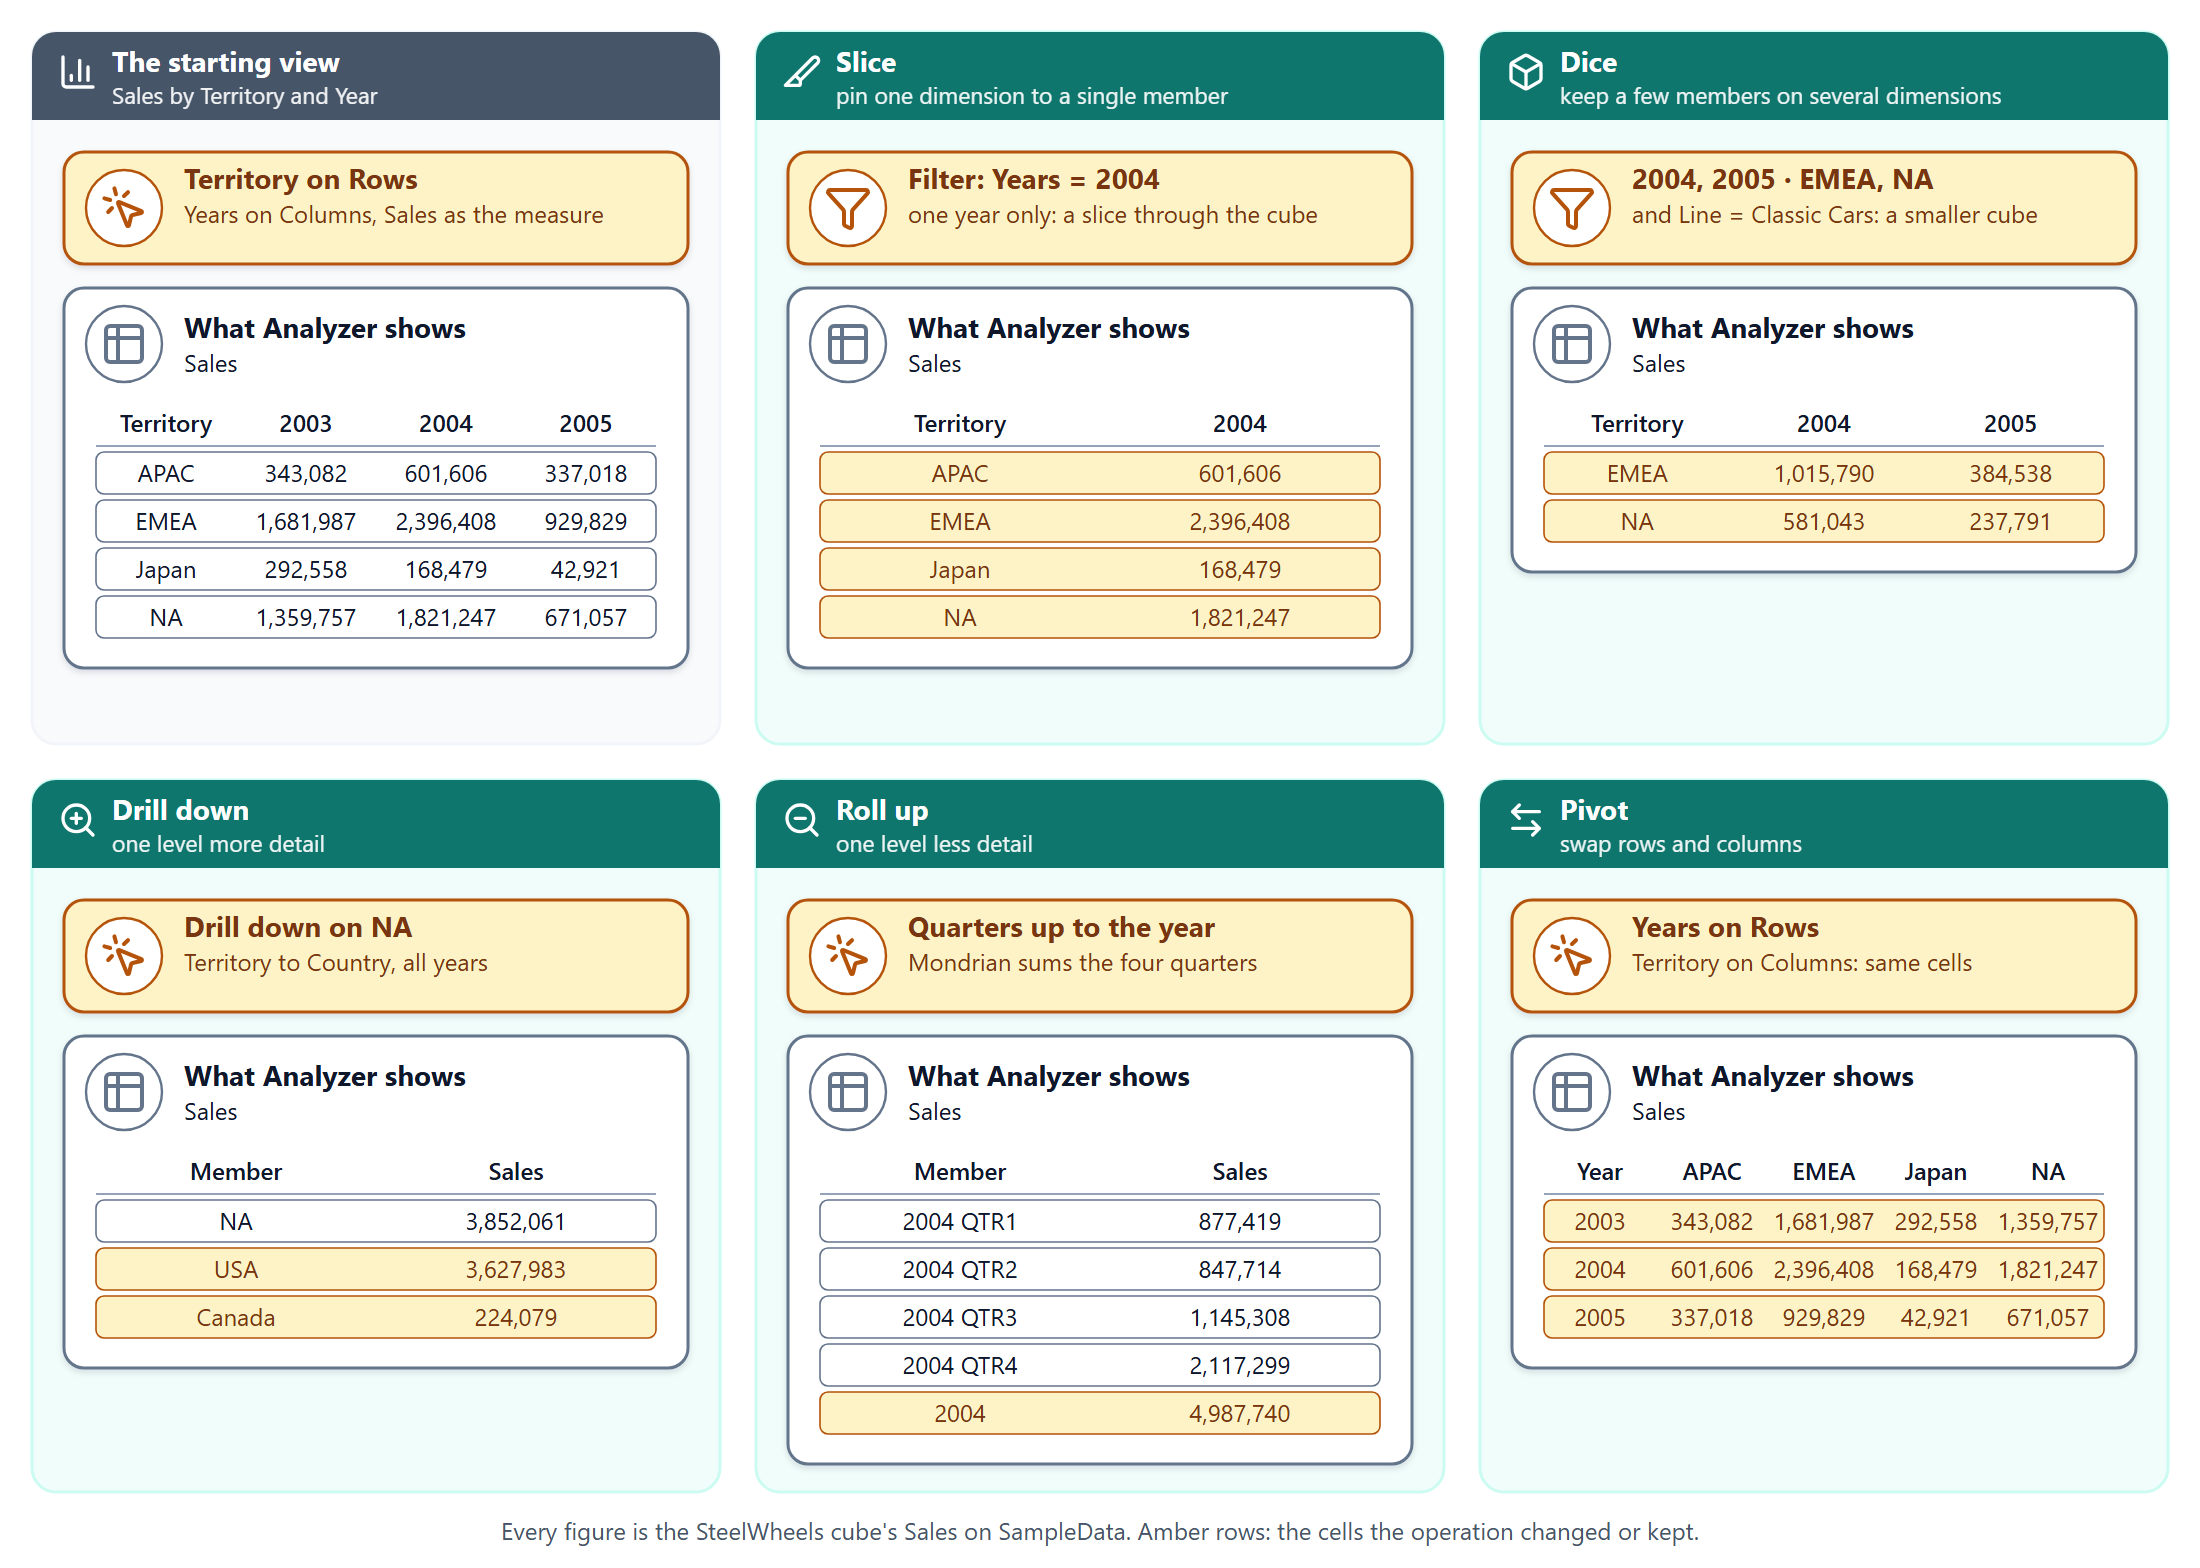 The starting view
Sales by Territory and Year
Territory on Rows
Years on Columns, Sales as the measure
What Analyzer shows
Sales
Territory 2003 2004 2005
APAC 343,082 601,606 337,018
EMEA 1,681,987 2,396,408 929,829
Japan 292,558 168,479 42,921
NA 1,359,757 1,821,247 671,057
Slice
pin one dimension to a single member
Filter: Years = 2004
one year only: a slice through the cube
What Analyzer shows
Sales
Territory 2004
APAC 601,606
EMEA 2,396,408
Japan 168,479
NA 1,821,247
Dice
keep a few members on several dimensions
2004, 2005 · EMEA, NA
and Line = Classic Cars: a smaller cube
What Analyzer shows
Sales
Territory 2004 2005
EMEA 1,015,790 384,538
NA 581,043 237,791
Drill down
one level more detail
Drill down on NA
Territory to Country, all years
What Analyzer shows
Sales
Member Sales
NA 3,852,061
USA 3,627,983
Canada 224,079
Roll up
one level less detail
Quarters up to the year
Mondrian sums the four quarters
What Analyzer shows
Sales
Member Sales
2004 QTR1 877,419
2004 QTR2 847,714
2004 QTR3 1,145,308
2004 QTR4 2,117,299
2004 4,987,740
Pivot
swap rows and columns
Years on Rows
Territory on Columns: same cells
What Analyzer shows
Sales
Year APAC EMEA Japan NA
2003 343,082 1,681,987 292,558 1,359,757
2004 601,606 2,396,408 168,479 1,821,247
2005 337,018 929,829 42,921 671,057
Every figure is the SteelWheels cube's Sales on SampleData. Amber rows: the cells the operation changed or kept.